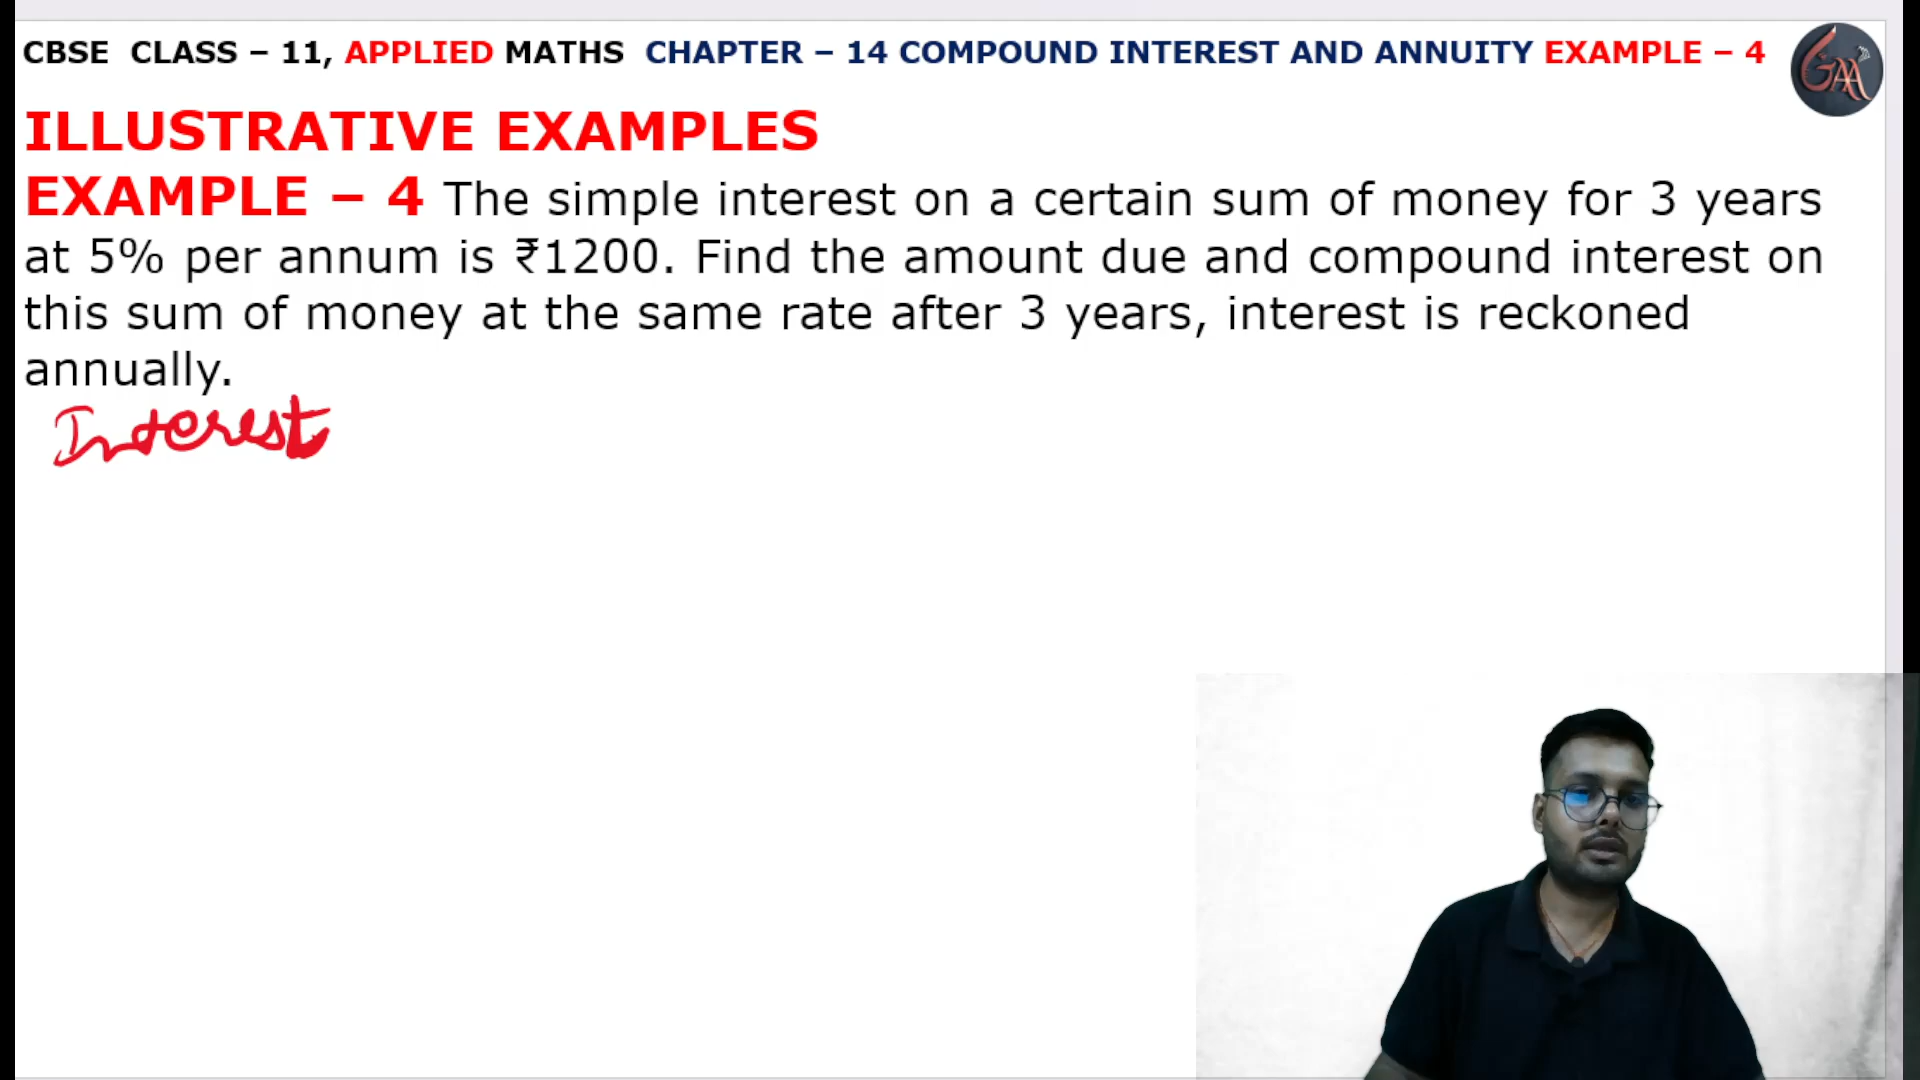 CBSE CLASS – 11, APPLIED MATHS CHAPTER – 14 COMPOUND INTEREST AND ANNUITY EXAMPLE – 4
ILLUSTRATIVE EXAMPLES
EXAMPLE – 4 The simple interest on a certain sum of money for 3 years
at 5% per annum is ₹1200. Find the amount due and compound interest on
this sum of money at the same rate after 3 years, interest is reckoned
annually.
Interest